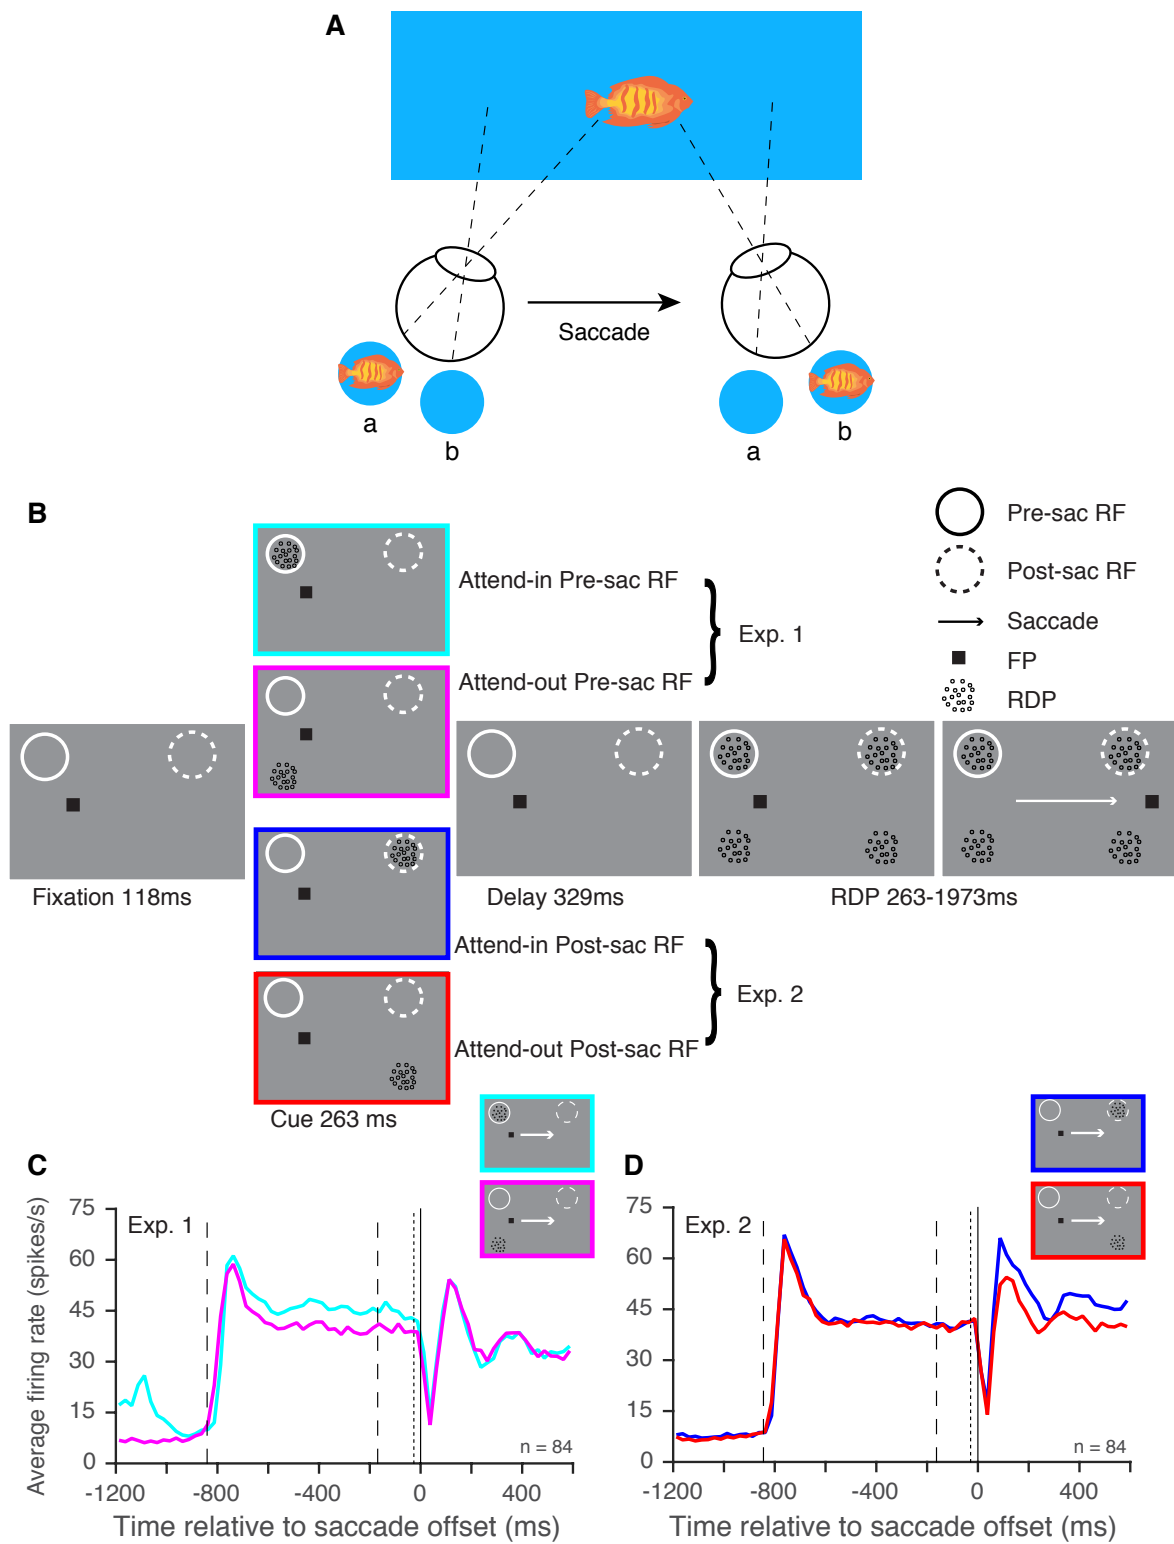 A
Saccade
a
b
a
b
B
Pre-sac RF
Post-sac RF
Saccade
FP
RDP
Attend-in Pre-sac RF
Exp. 1
Attend-out Pre-sac RF
Fixation 118ms
Delay 329ms
RDP 263-1973ms
Attend-in Post-sac RF
Exp. 2
Attend-out Post-sac RF
Cue 263 ms
C
Exp. 1
Average firing rate (spikes/s)
75
60
45
30
15
0
n = 84
-1200
-800
-400
0
400
Time relative to saccade offset (ms)
D
Exp. 2
75
60
45
30
15
0
n = 84
-1200
-800
-400
0
400
Time relative to saccade offset (ms)